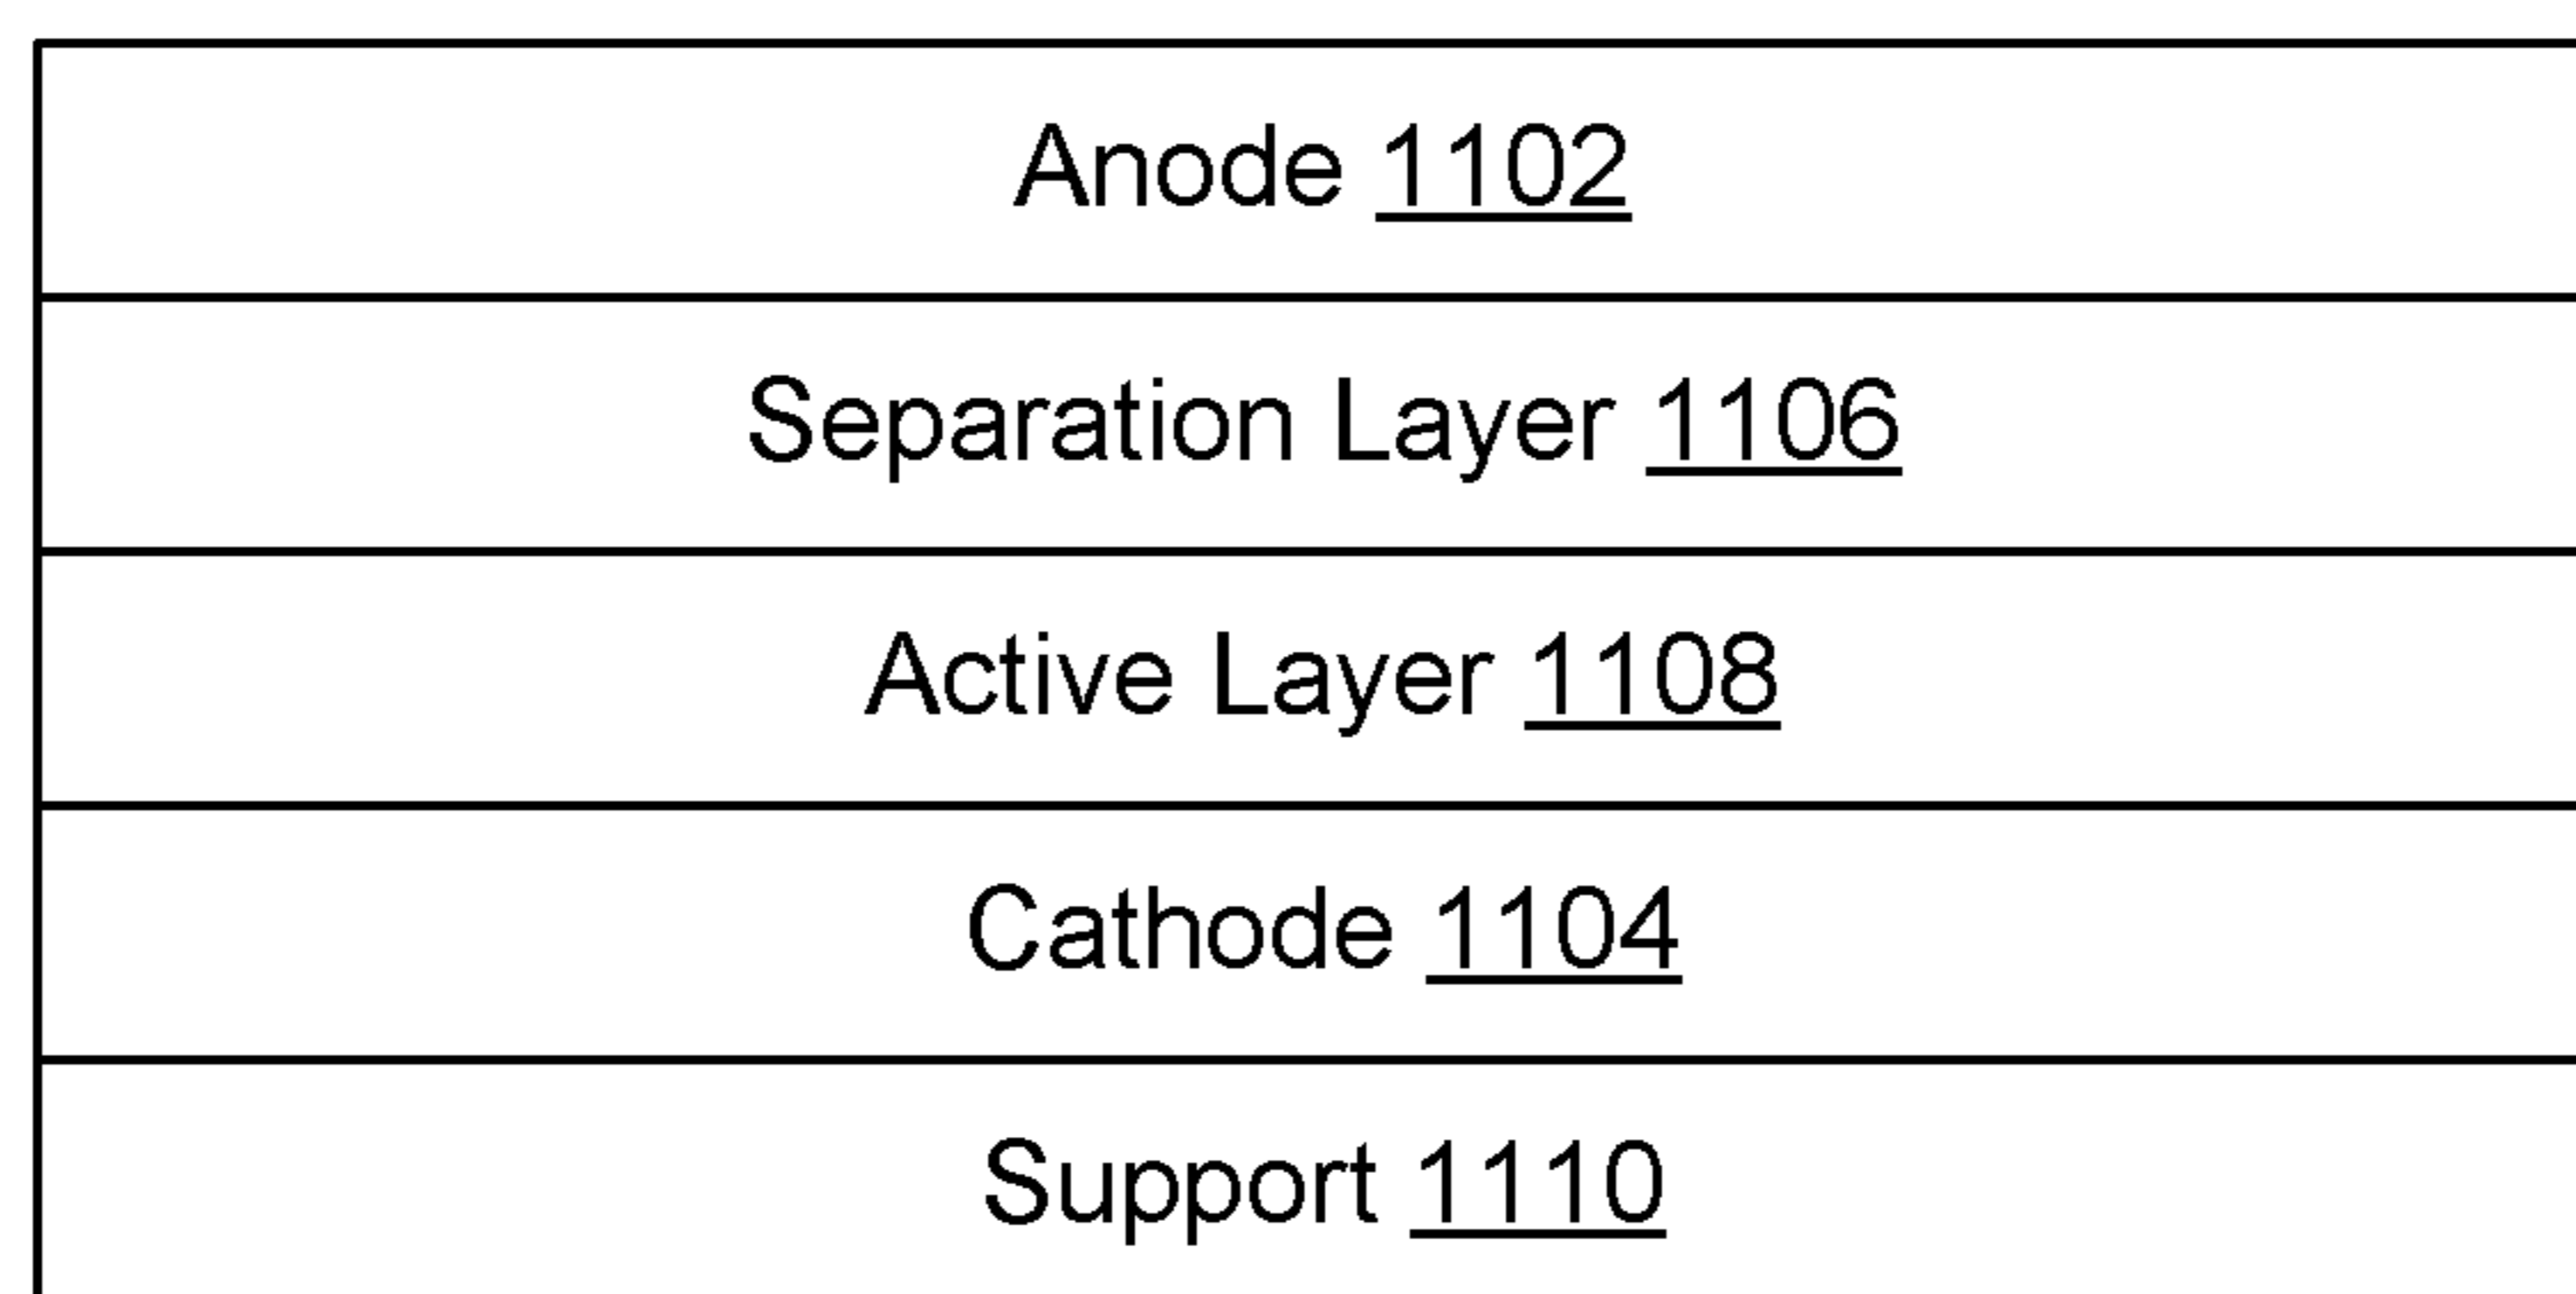 Anode 1102
Separation Layer 1106
Active Layer 1108
Cathode 1104
Support 1110